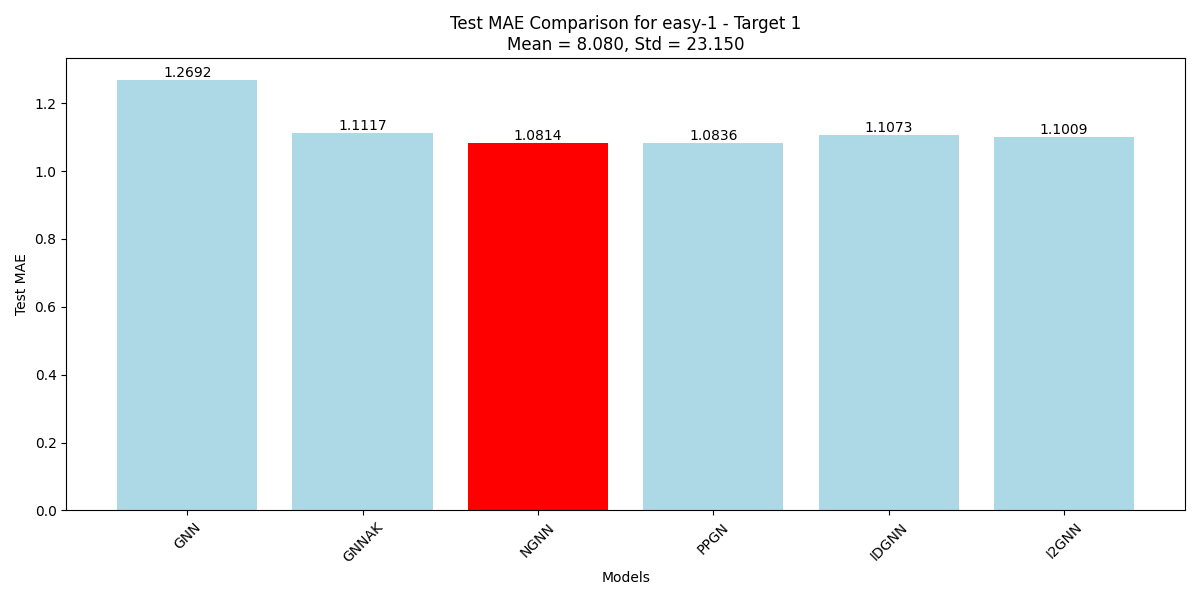 Test MAE Comparison for easy-1 - Target 1
Mean = 8.080, Std = 23.150
Test MAE
1.2
1.0
0.8
0.6
0.4
0.2
0.0
1.2692
1.1117
1.0814
1.0836
1.1073
1.1009
GNN
GNNAK
NGNN
PPGN
IDGNN
I2GNN
Models